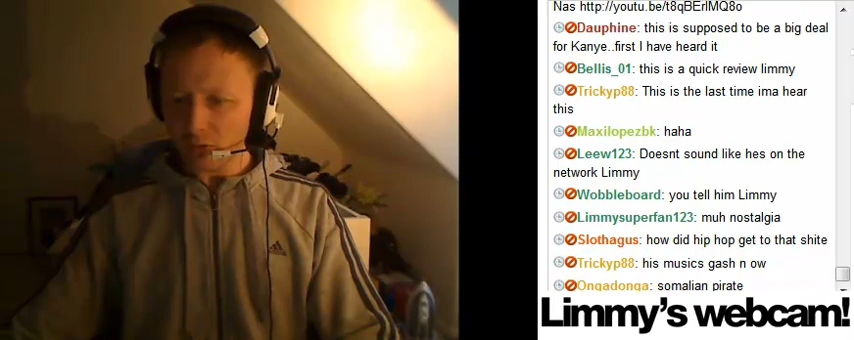 Nas http://youtu.be/t8qBErlMQ8o
Dauphine: this is supposed to be a big deal
for Kanye..first I have heard it
Bellis_01: this is a quick review limmy
Trickyp88: This is the last time ima hear
this
Maxilopezbk: haha
Leew123: Doesnt sound like hes on the
network Limmy
Wobbleboard: you tell him Limmy
Limmysuperfan123: muh nostalgia
Slothagus: how did hip hop get to that shite
Trickyp88: his musics gash n ow
Ongadonga: somalian pirate
Limmy's webcam!
adidas